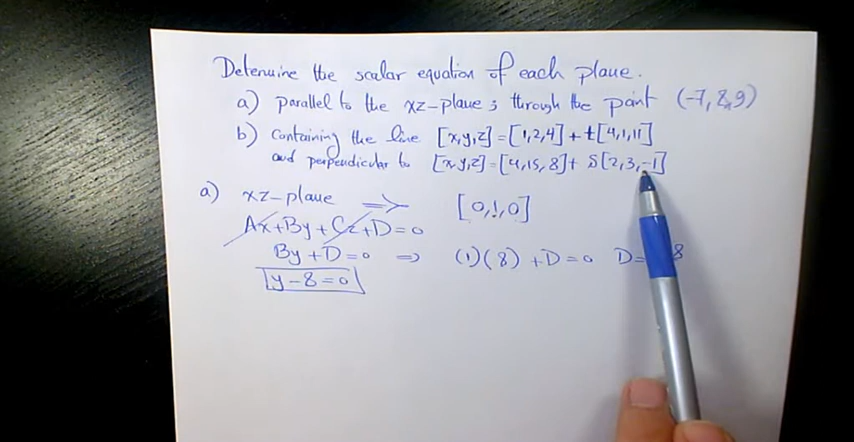 Determine the scalar equation of each plane.
a) parallel to the xz-plane ; through the point (-7,8,9)
b) Containing the line [x,y,z]=[1,2,4]+t[4,1,11]
and perpendicular to [x,y,z]=[4,15,8]+ s[2,3,-1]
a) xz-plane => [0,1,0]
Ax+By+Cz+D=0
By+D=0 => (1)(8)+D=0 D= 8
y-8=0